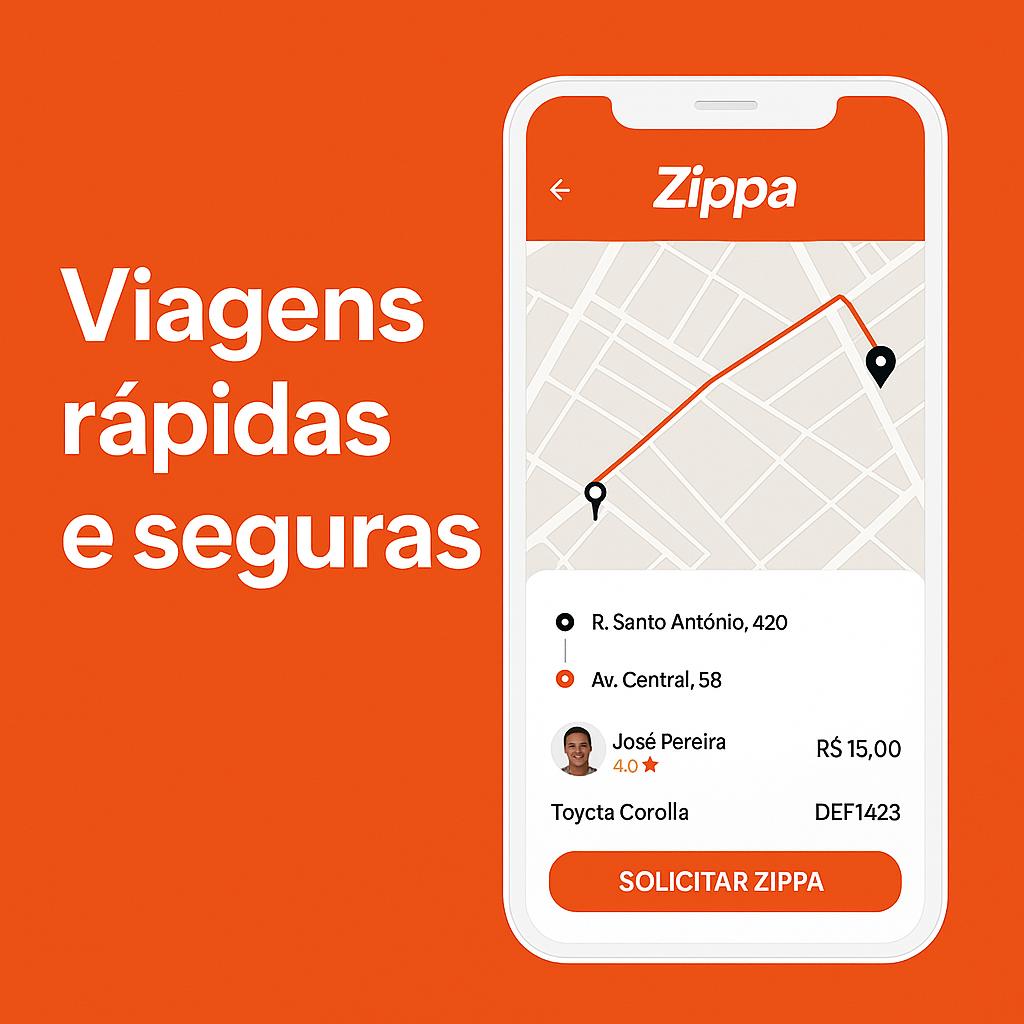 Viagens
rápidas
e seguras
Zippa
R. Santo António, 420
Av. Central, 58
José Pereira
4.0
R$ 15,00
Toycta Corolla
DEF1423
SOLICITAR ZIPPA